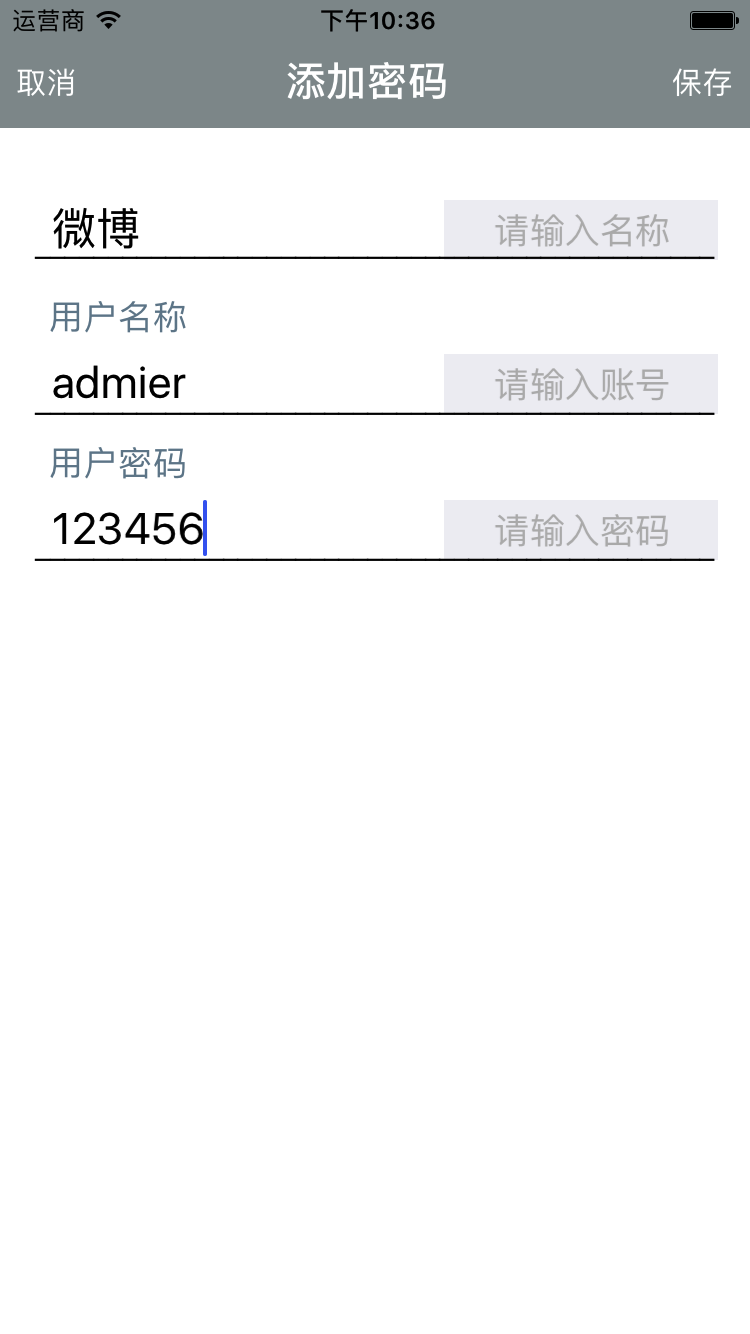 运营商 下午10:36
取消 添加密码 保存
微博 请输入名称
用户名称
admier 请输入账号
用户密码
123456 请输入密码